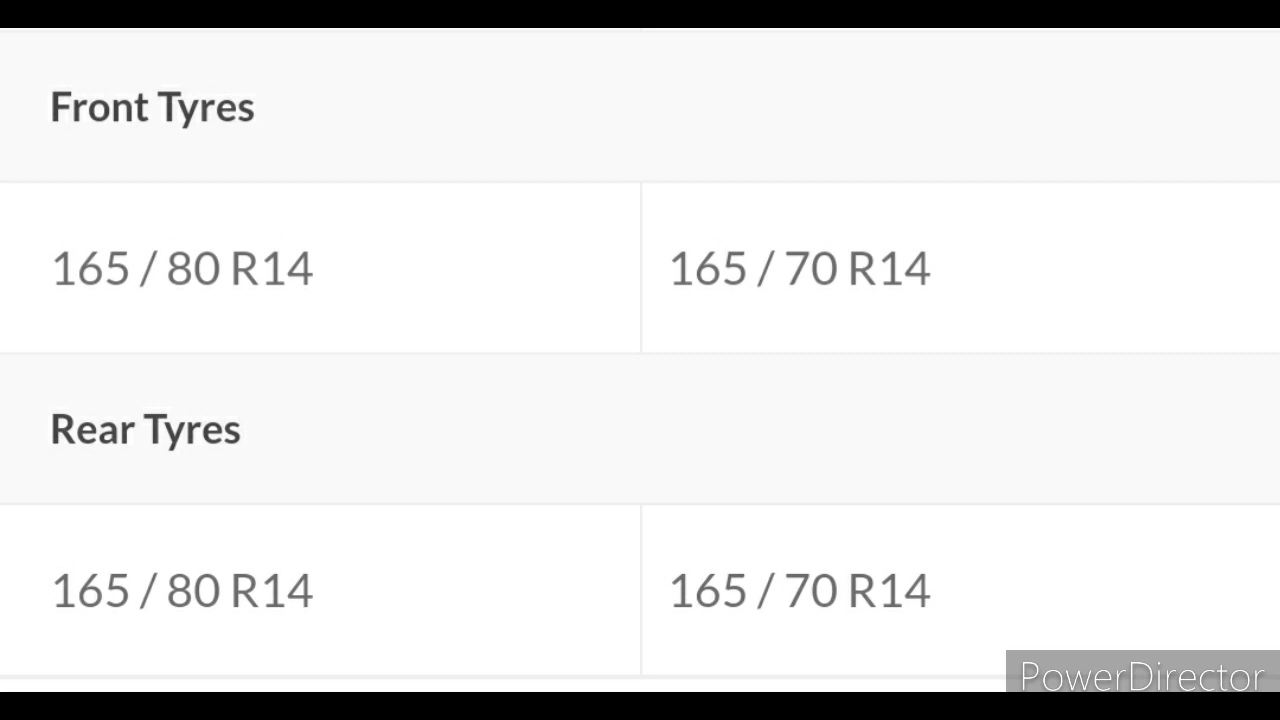 Front Tyres
165 / 80 R14 165 / 70 R14
Rear Tyres
165 / 80 R14 165 / 70 R14
PowerDirector